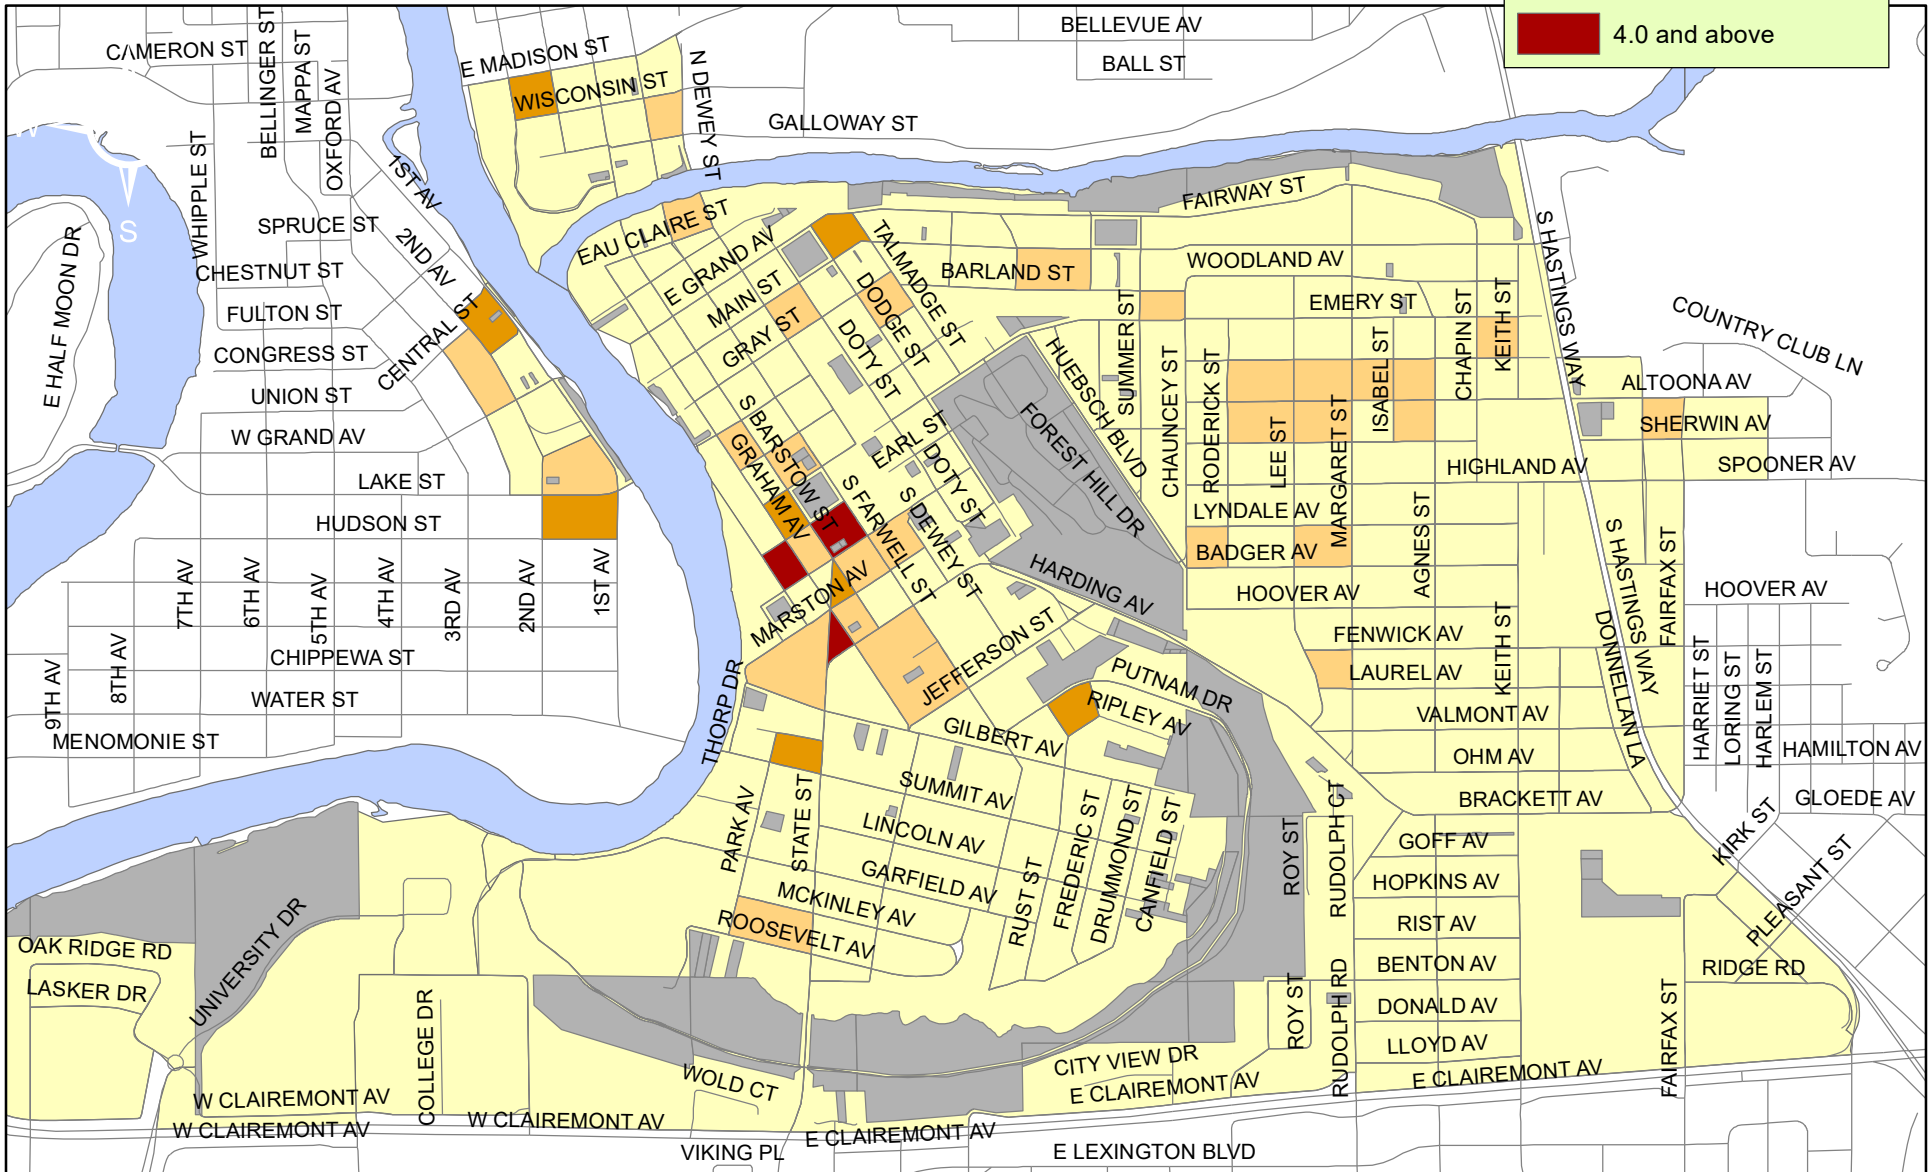 4.0 and above
BELLEVUE AV
BALL ST
CAMERON ST
BELLINGER ST
MAPPA ST
OXFORD AV
E MADISON ST
WISCONSIN ST
N DEWEY ST
GALLOWAY ST
W
S
WHIPPLE ST
1ST AV
SPRUCE ST
2ND AV
CHESTNUT ST
FULTON ST
CENTRAL ST
CONGRESS ST
UNION ST
W GRAND AV
LAKE ST
HUDSON ST
E HALF MOON DR
EAU CLAIRE ST
E GRAND AV
MAIN ST
GRAY ST
TALMADGE ST
DODGE ST
DOTY ST
BARLAND ST
FAIRWAY ST
WOODLAND AV
EMERY ST
S HASTINGS WAY
COUNTRY CLUB LN
ALTOONA AV
SHERWIN AV
SPOONER AV
HIGHLAND AV
SUMMER ST
CHAUNCEY ST
RODERICK ST
LEE ST
MARGARET ST
ISABEL ST
CHAPIN ST
KEITH ST
HUEBSCH BLVD
FOREST HILL DR
EARL ST
DOTY ST
S BARSTOW ST
GRAHAM AV
S FARWELL ST
S DEWEY ST
LYNDALE AV
BADGER AV
HOOVER AV
AGNES ST
FENWICK AV
LAUREL AV
VALMONT AV
OHM AV
BRACKETT AV
KEITH ST
DONNELLAN LA
S HASTINGS WAY
FAIRFAX ST
HOOVER AV
HARRIET ST
LORING ST
HARLEM ST
HAMILTON AV
GLOEDE AV
KIRK ST
PLEASANT ST
RIDGE RD
HARDING AV
MARSTON AV
JEFFERSON ST
PUTNAM DR
RIPLEY AV
GILBERT AV
THORP DR
7TH AV
6TH AV
5TH AV
4TH AV
3RD AV
2ND AV
1ST AV
9TH AV
8TH AV
CHIPPEWA ST
WATER ST
MENOMONIE ST
SUMMIT AV
LINCOLN AV
GARFIELD AV
MCKINLEY AV
ROOSEVELT AV
PARK AV
STATE ST
RUST ST
FREDERIC ST
DRUMMOND ST
CANFIELD ST
ROY ST
RUDOLPH CT
GOFF AV
HOPKINS AV
RIST AV
BENTON AV
DONALD AV
LLOYD AV
ROY ST
RUDOLPH RD
FAIRFAX ST
OAK RIDGE RD
LASKER DR
UNIVERSITY DR
COLLEGE DR
WOLD CT
CITY VIEW DR
E CLAIREMONT AV
E CLAIREMONT AV
W CLAIREMONT AV
W CLAIREMONT AV
W CLAIREMONT AV
E CLAIREMONT AV
VIKING PL
E LEXINGTON BLVD